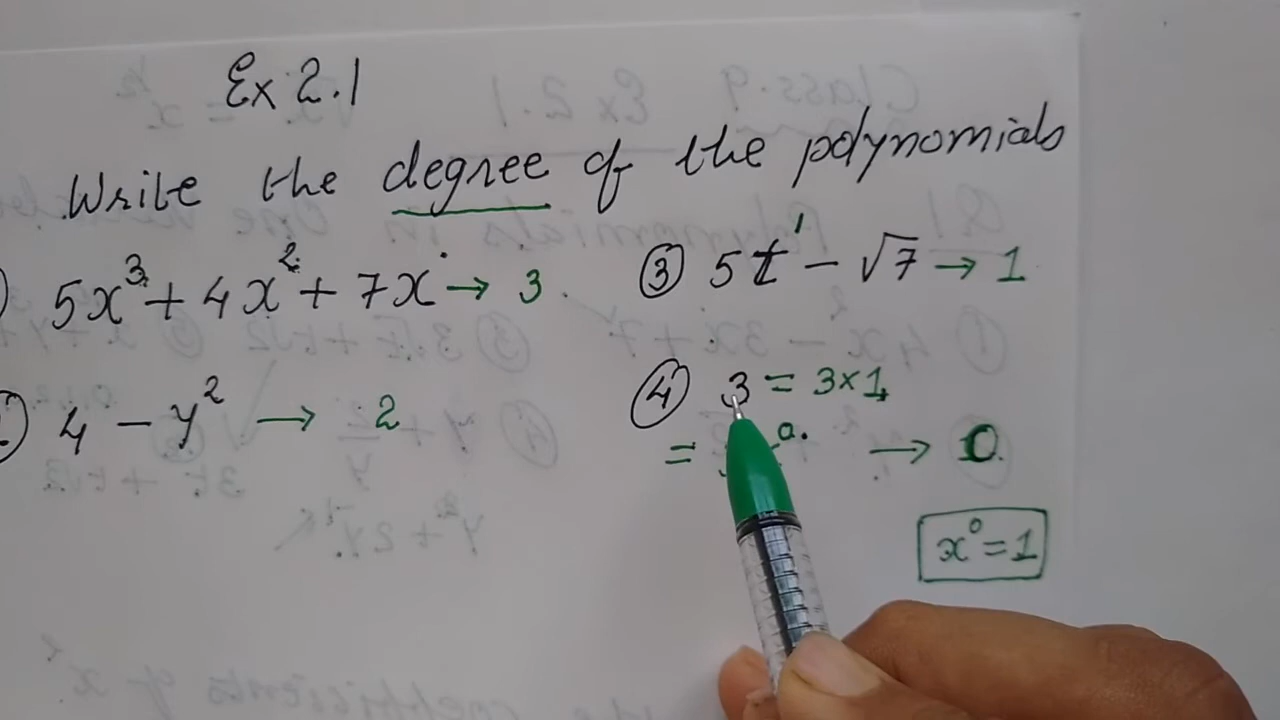 Ex 2.1
Write the degree of the polynomials
5x³ + 4x² + 7x → 3
4 - y² → 2
③ 5t¹ - √7 → 1
④ 3 = 3×1
= → 0
x⁰ = 1